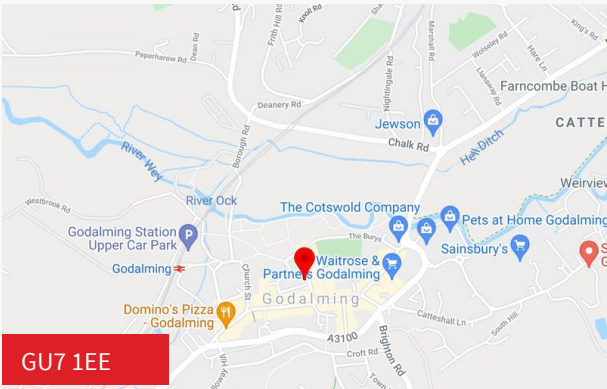 Knoll Rd
Frith Hill Rd
Dean Rd
Peperharow Rd
Marshall Rd
Nightingale Rd
Wolseley Rd
King's Rd
Hare Ln
Llanaway Rd
Farncombe Boat H
Deanery Rd
Jewson
CATTE
Chalk Rd
Hell Ditch
Borough Rd
River Wey
Weirview
River Ock
Westbrook Rd
The Cotswold Company
Pets at Home Godalming
Godalming Station
Upper Car Park
The Burys
Sainsbury's
Godalming
Church St
Waitrose &
Partners Godalming
S
G
Godalming
Domino's Pizza
- Godalming
Catteshall Ln
South Hill
A3100
Croft Rd
Brighton Rd
GU7 1EE